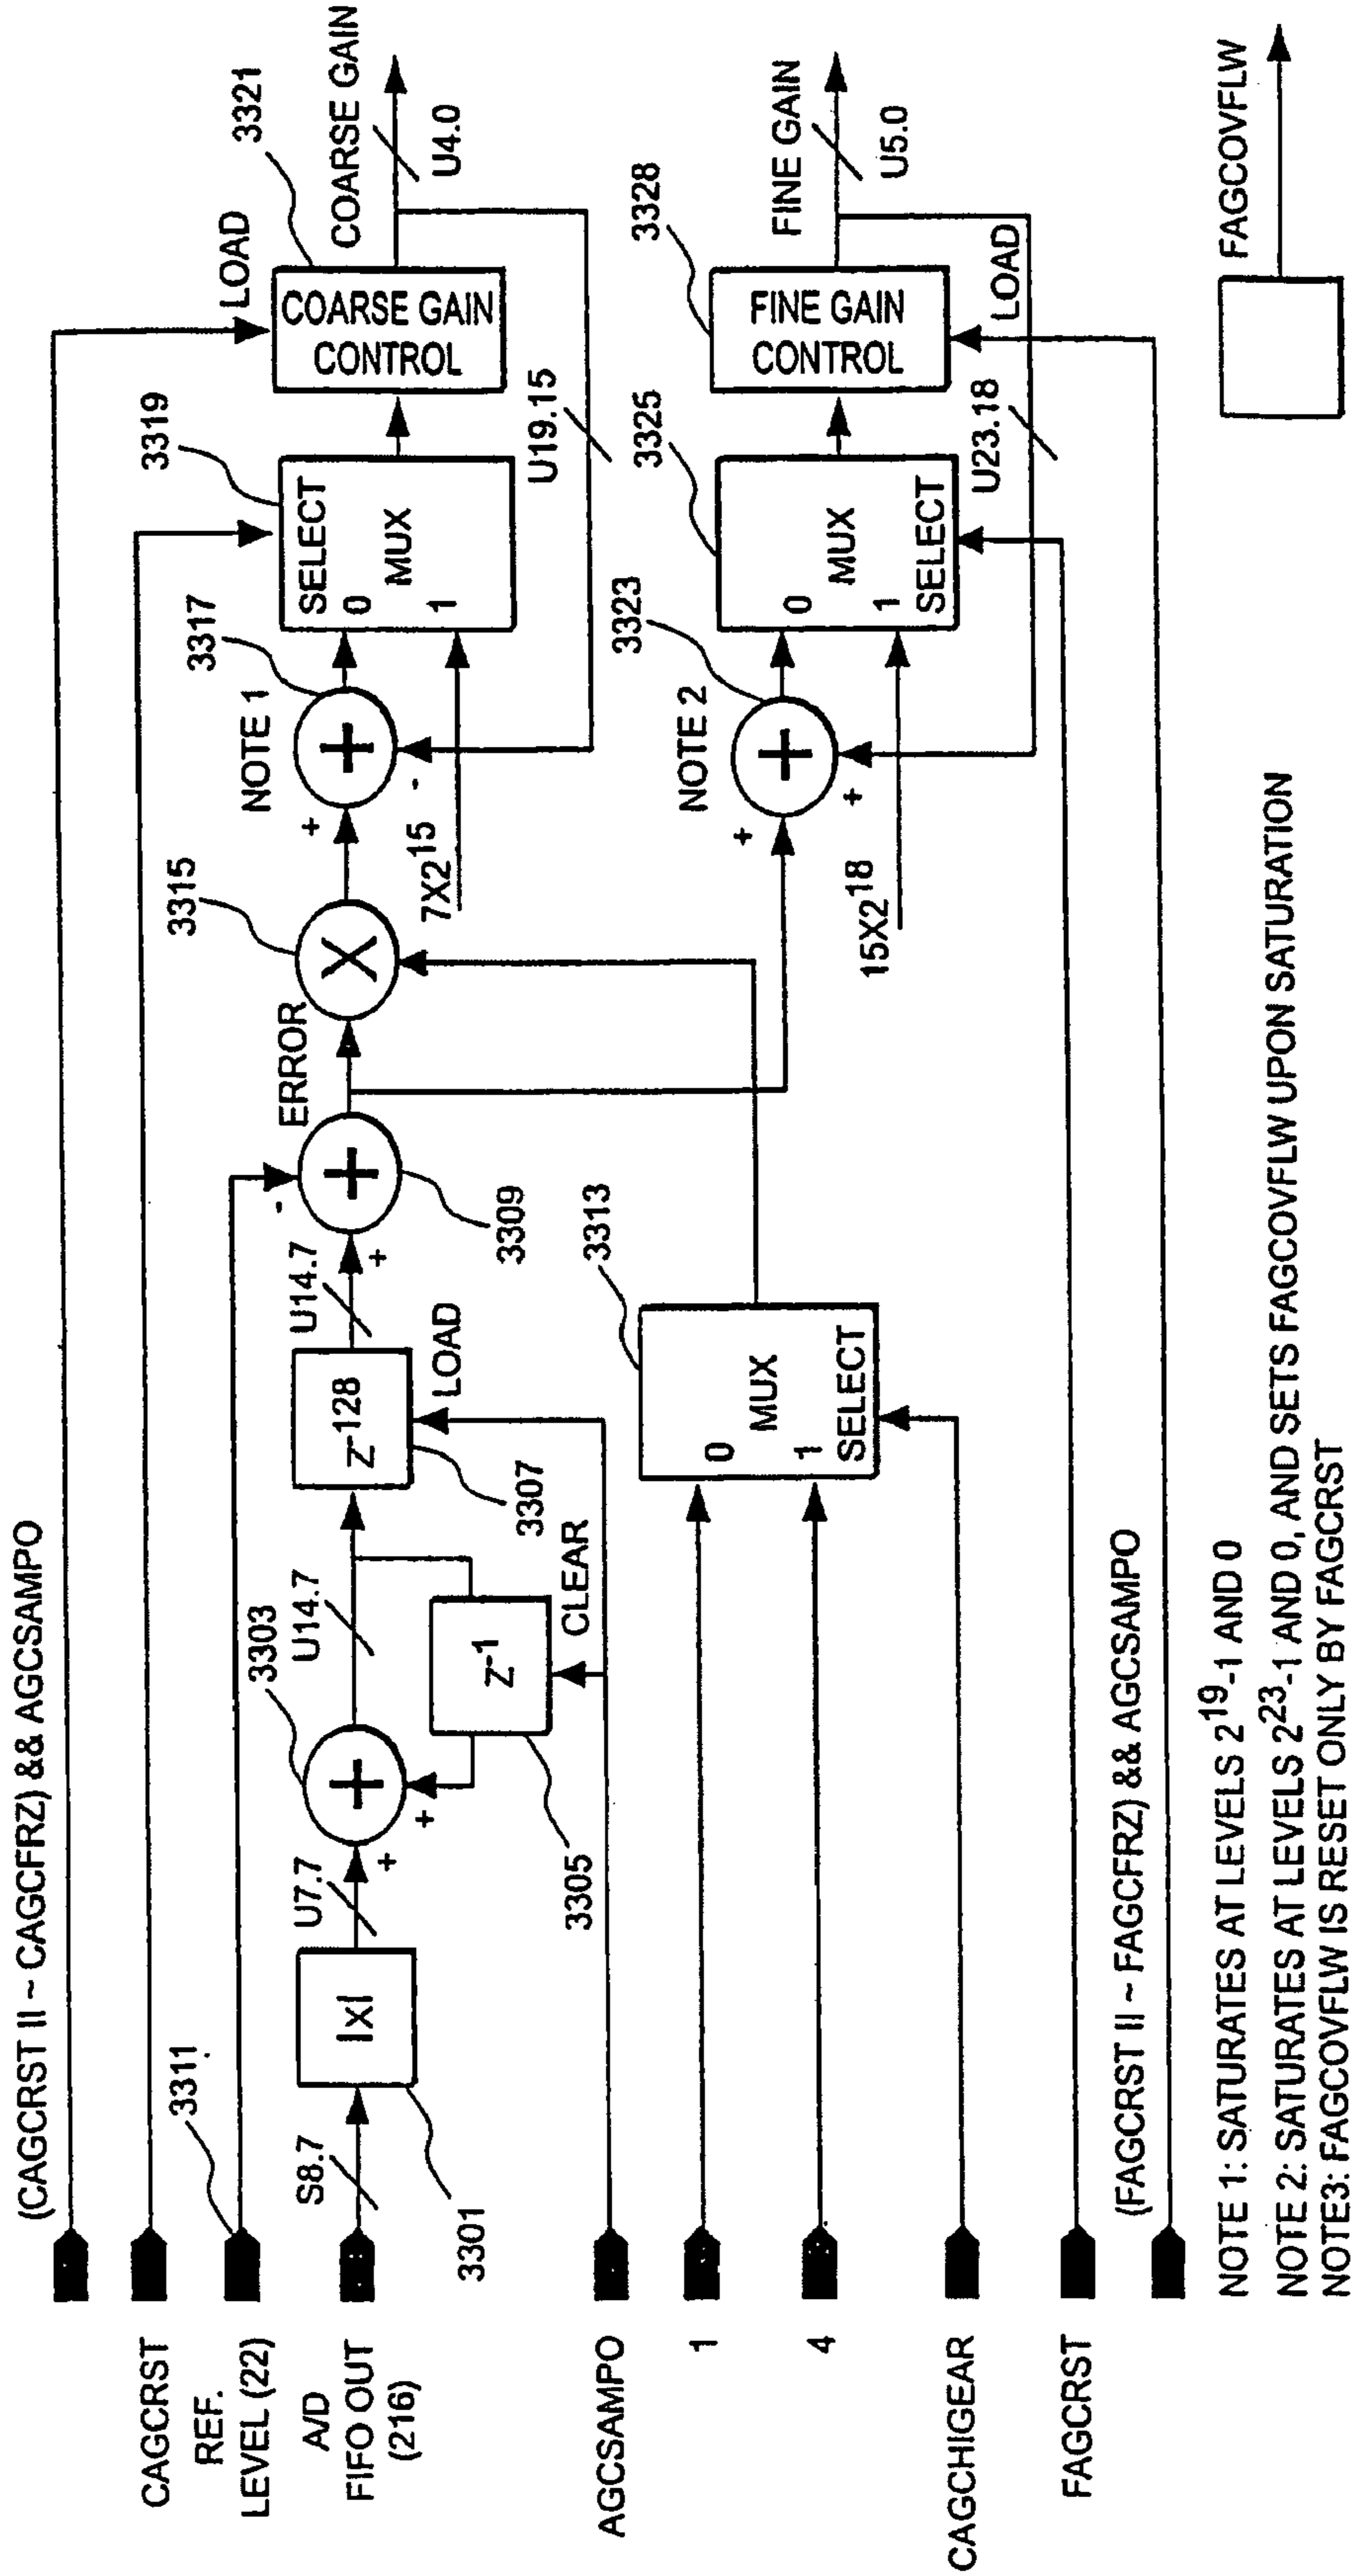 (CAGCRST II ~ CAGCFRZ) && AGCSAMPO
CAGCRST
REF.
LEVEL (22)
3311
A/D
FIFO OUT
(216)
S8.7
|X|
3301
U7.7
+
+
+
3303
U14.7
Z-1
3305
CLEAR
Z-128
3307
LOAD
U14.7
+
-
+
3309
ERROR
X
3315
+
-
+
NOTE 1
3317
7X2^15
SELECT
0
MUX
1
3319
LOAD
COARSE GAIN
CONTROL
3321
COARSE GAIN
U4.0
U19.15
AGCSAMPO
1
4
0
MUX
1
SELECT
3313
CAGCHIGEAR
+
+
+
NOTE 2
3323
15X2^18
0
MUX
1
SELECT
3325
FINE GAIN
CONTROL
3328
FINE GAIN
U5.0
LOAD
U23.18
FAGCRST
(FAGCRST II ~ FAGCFRZ) && AGCSAMPO
FAGCOVFLW
NOTE 1: SATURATES AT LEVELS 2^19-1 AND 0
NOTE 2: SATURATES AT LEVELS 2^23-1 AND 0, AND SETS FAGCOVFLW UPON SATURATION
NOTE3: FAGCOVFLW IS RESET ONLY BY FAGCRST